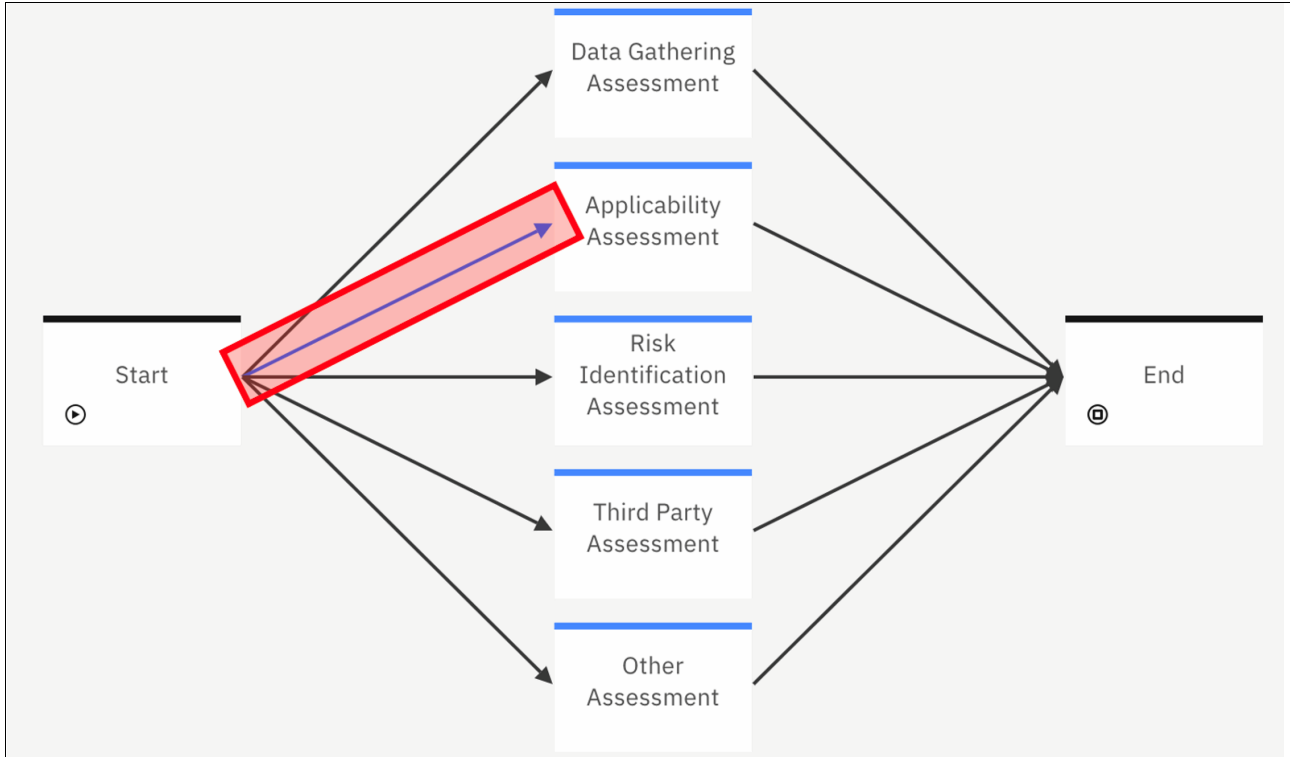 Data Gathering
Assessment
Applicability
Assessment
Start
Risk
Identification
Assessment
End
Third Party
Assessment
Other
Assessment